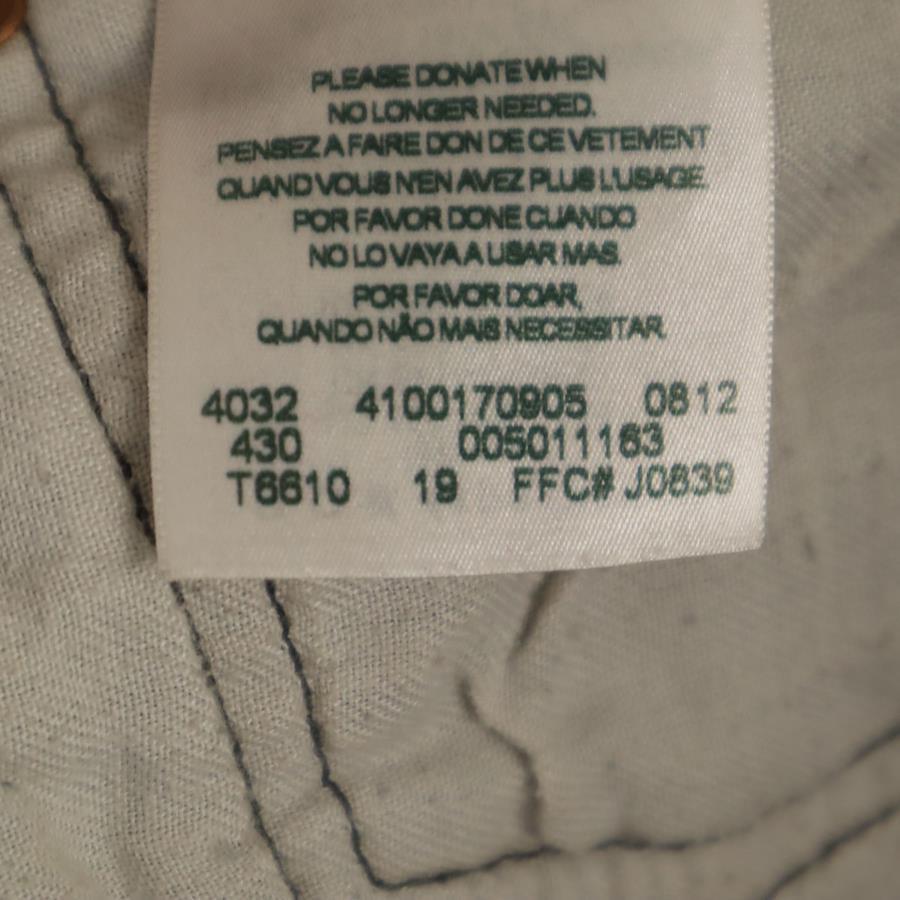 PLEASE DONATE WHEN
NO LONGER NEEDED.
PENSEZ A FAIRE DON DE CE VETEMENT
QUAND VOUS N'EN AVEZ PLUS L'USAGE.
POR FAVOR DONE CUANDO
NO LO VAYA A USAR MAS.
POR FAVOR DOAR,
QUANDO NÃO MAIS NECESSITAR.
4032 4100170905 0812
430 005011163
T6610 19 FFC# J0839